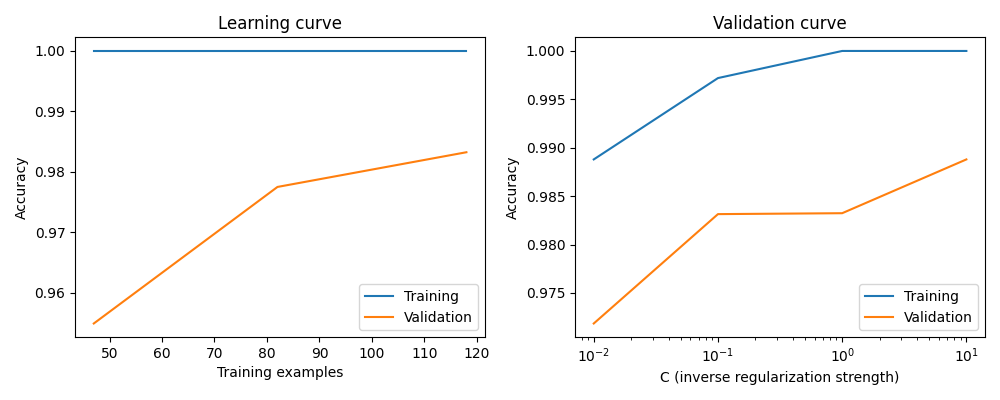 Learning curve
1.00
0.99
0.98
0.97
0.96
Accuracy
50 60 70 80 90 100 110 120
Training examples
Training
Validation
Validation curve
1.000
0.995
0.990
0.985
0.980
0.975
Accuracy
10⁻² 10⁻¹ 10⁰ 10¹
C (inverse regularization strength)
Training
Validation